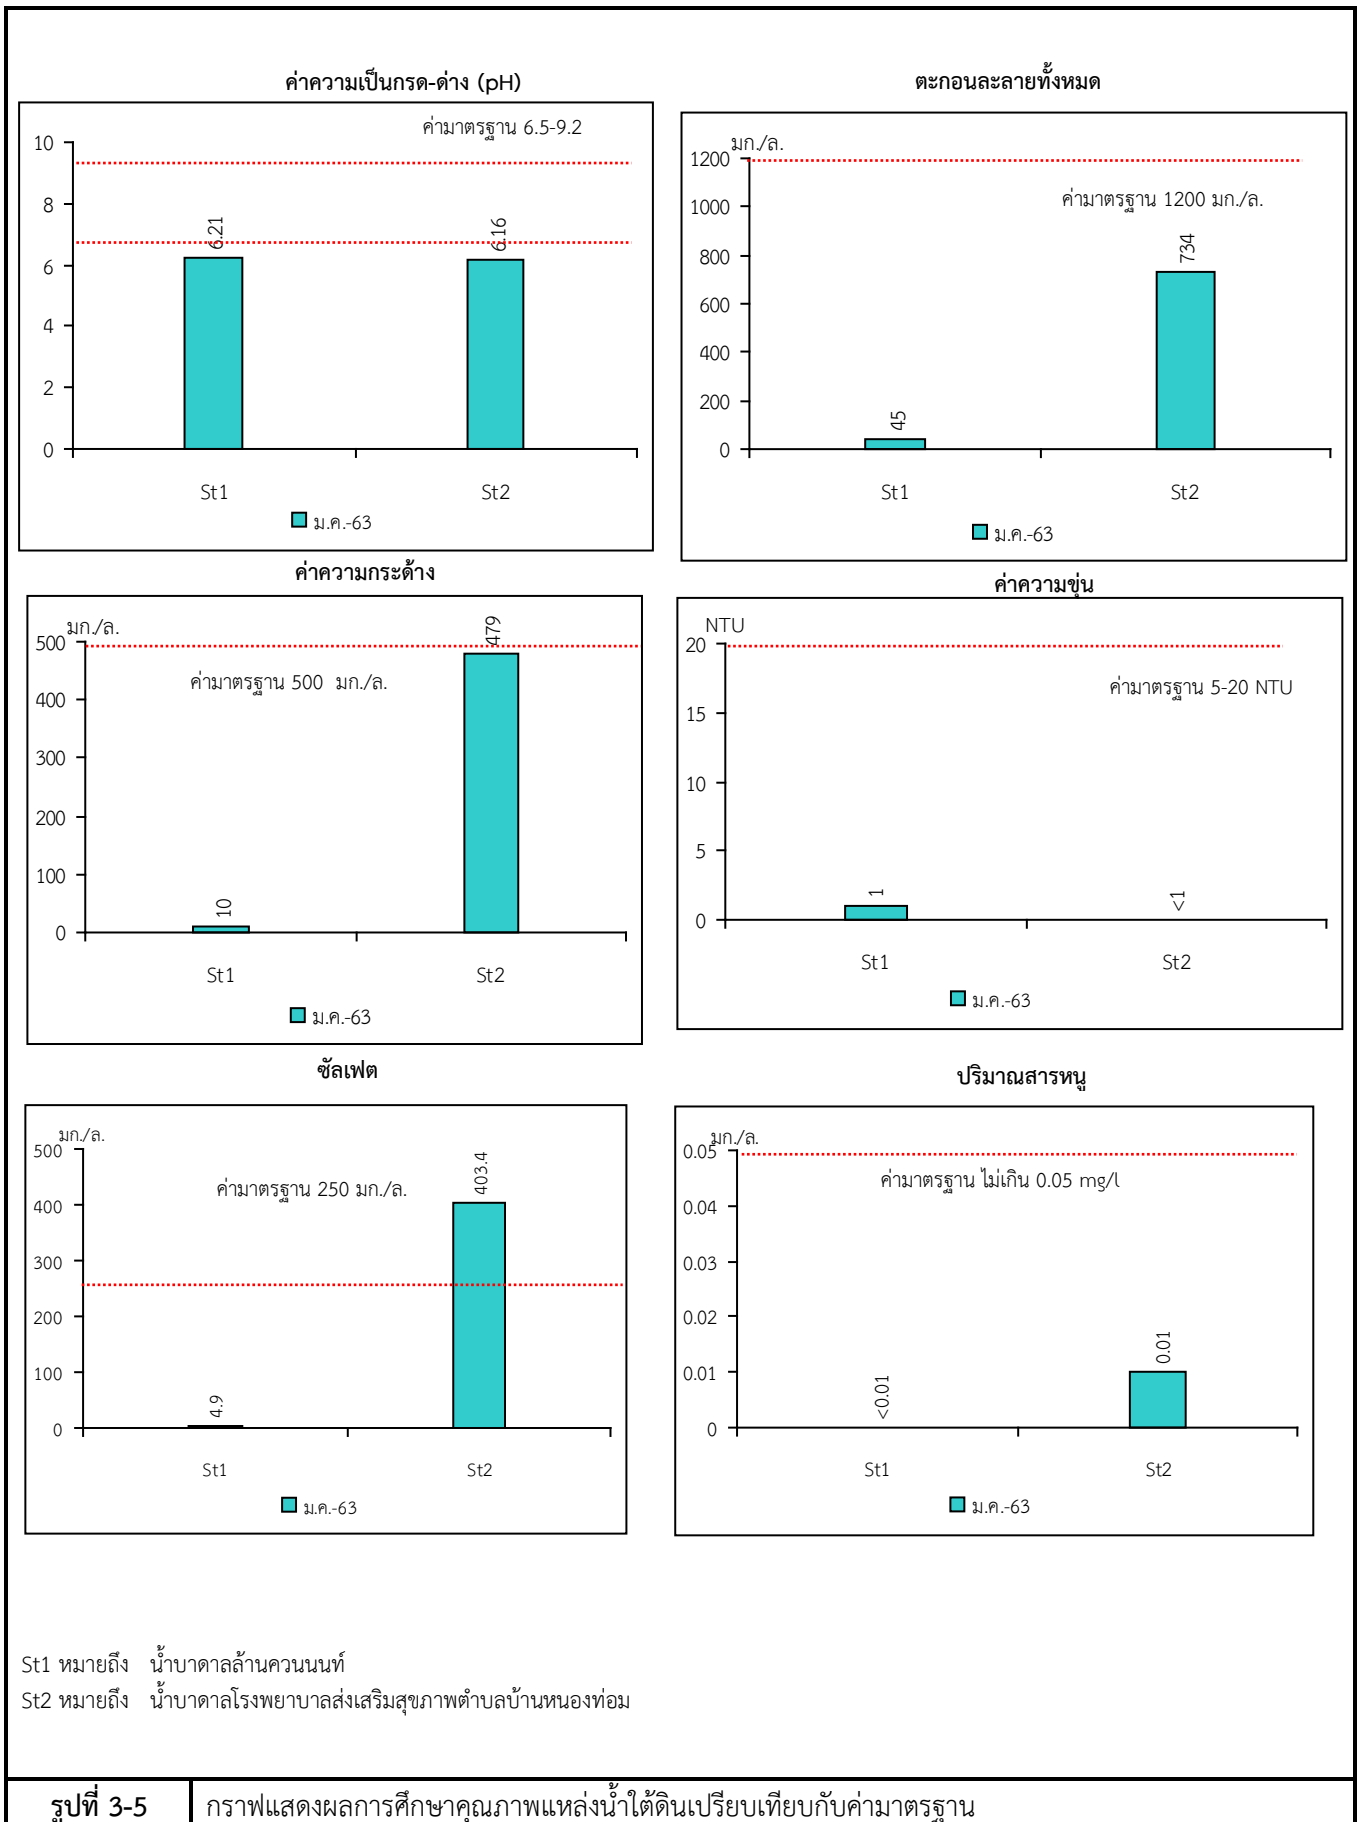 ค่าความเป็นกรด-ด่าง (pH)
ค่ามาตรฐาน 6.5-9.2
10
8
6
4
2
0
6.21
6.16
St1
St2
ม.ค.-63
ตะกอนละลายทั้งหมด
มก./ล.
ค่ามาตรฐาน 1200 มก./ล.
1200
1000
800
600
400
200
0
45
734
St1
St2
ม.ค.-63
ค่าความกระด้าง
มก./ล.
ค่ามาตรฐาน 500 มก./ล.
500
400
300
200
100
0
10
479
St1
St2
ม.ค.-63
ค่าความขุ่น
NTU
ค่ามาตรฐาน 5-20 NTU
20
15
10
5
0
1
<1
St1
St2
ม.ค.-63
ซัลเฟต
มก./ล.
ค่ามาตรฐาน 250 มก./ล.
500
400
300
200
100
0
4.9
403.4
St1
St2
ม.ค.-63
ปริมาณสารหนู
มก./ล.
ค่ามาตรฐาน ไม่เกิน 0.05 mg/l
0.05
0.04
0.03
0.02
0.01
0
<0.01
0.01
St1
St2
ม.ค.-63
St1 หมายถึง น้ำบาดาลล้านควนนนท์
St2 หมายถึง น้ำบาดาลโรงพยาบาลส่งเสริมสุขภาพตำบลบ้านหนองท่อม
รูปที่ 3-5 กราฟแสดงผลการศึกษาคุณภาพแหล่งน้ำใต้ดินเปรียบเทียบกับค่ามาตรฐาน